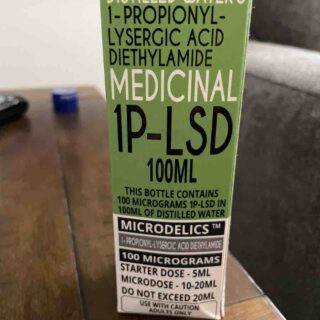 DISTILLED WATER &
1-PROPIONYL-
LYSERGIC ACID
DIETHYLAMIDE
MEDICINAL
1P-LSD
100ML
THIS BOTTLE CONTAINS
100 MICROGRAMS 1P-LSD IN
100ML OF DISTILLED WATER
MICRODELICS™
1- PROPIONYL-LYSERGIC ACID DIETHYLAMIDE
100 MICROGRAMS
STARTER DOSE - 5ML
MICRODOSE - 10-20ML
DO NOT EXCEED 20ML
USE WITH CAUTION
ADULTS ONLY